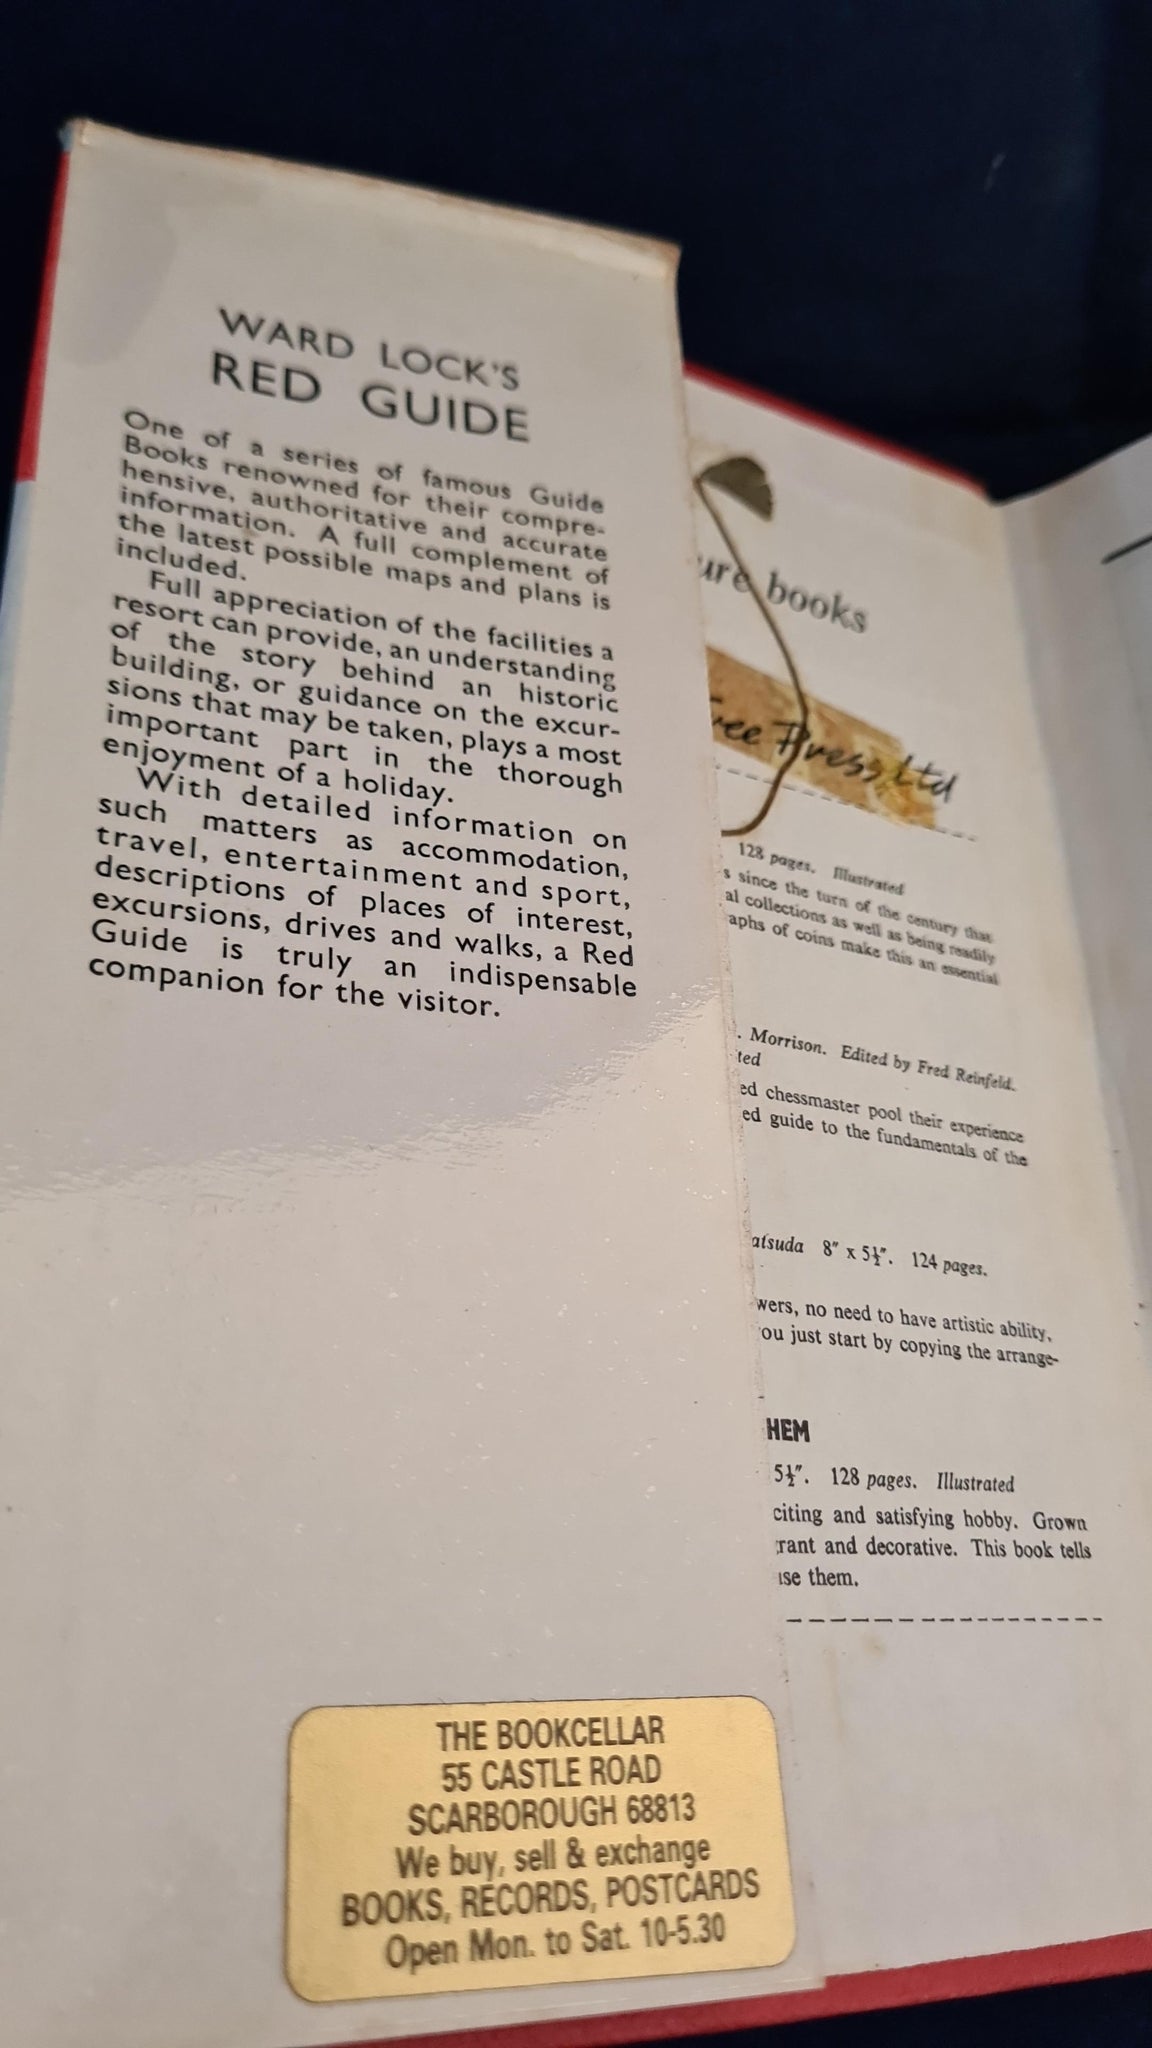 WARD LOCK'S
RED GUIDE
One of a series of famous Guide
Books renowned for their compre-
hensive, authoritative and accurate
information. A full complement of
the latest possible maps and plans is
included.
Full appreciation of the facilities a
resort can provide, an understanding
of the story behind an historic
building, or guidance on the excur-
sions that may be taken, plays a most
important part in the thorough
enjoyment of a holiday.
With detailed information on
such matters as accommodation,
travel, entertainment and sport,
descriptions of places of interest,
excursions, drives and walks, a Red
Guide is truly an indispensable
companion for the visitor.
THE BOOKCELLAR
55 CASTLE ROAD
SCARBOROUGH 68813
We buy, sell & exchange
BOOKS, RECORDS, POSTCARDS
Open Mon. to Sat. 10-5.30
ure books
ree Press Ltd
128 pages. Illustrated
s since the turn of the century that
al collections as well as being readily
aphs of coins make this an essential
. Morrison. Edited by Fred Reinfeld.
ted
ed chessmaster pool their experience
ed guide to the fundamentals of the
atsuda 8" x 5½". 124 pages.
wers, no need to have artistic ability,
ou just start by copying the arrange-
HEM
5½". 128 pages. Illustrated
citing and satisfying hobby. Grown
rant and decorative. This book tells
use them.